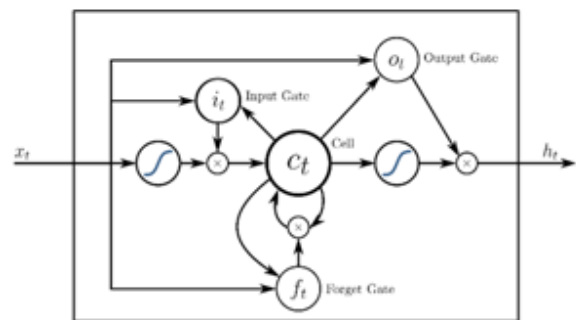 o_t Output Gate
i_t Input Gate
x_t
×
c_t
Cell
×
h_t
×
f_t Forget Gate